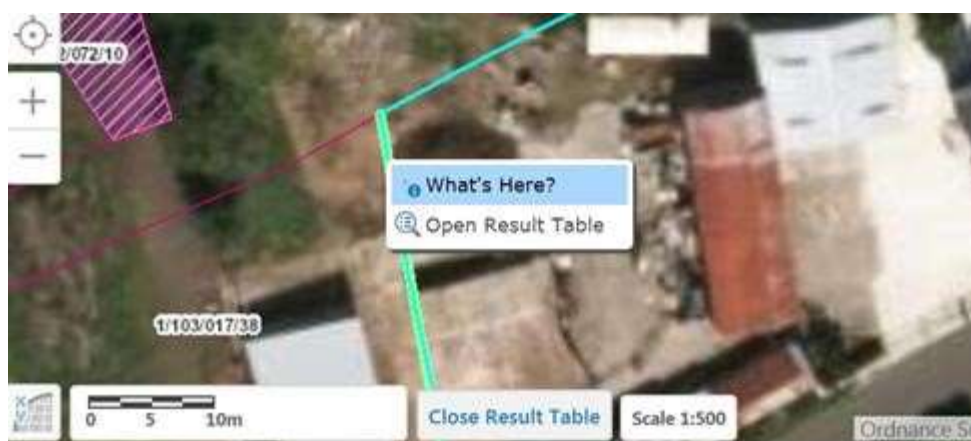 2/072/10
What's Here?
Open Result Table
1/103/017/38
0 5 10m
Close Result Table
Scale 1:500
Ordnance